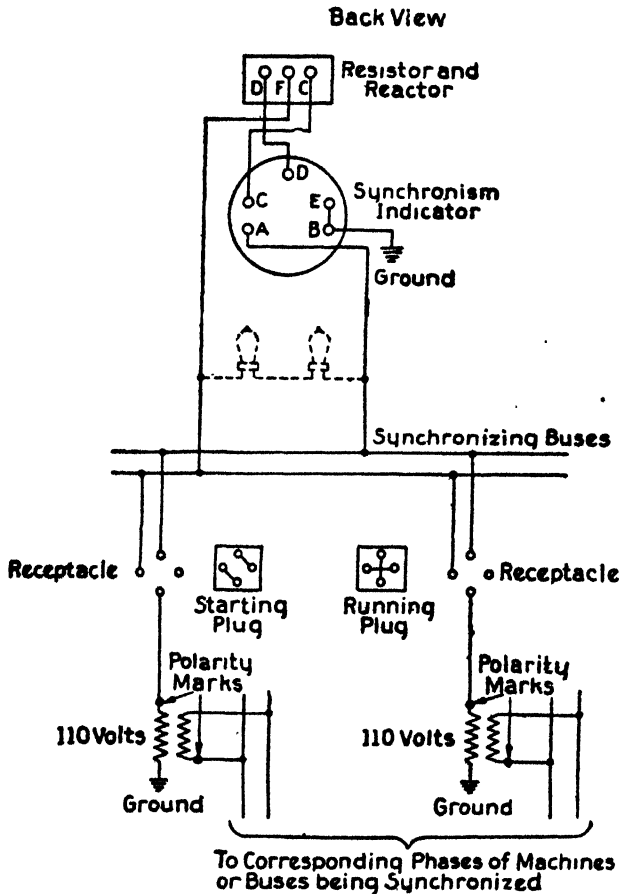 Back View
D F C
Resistor and
Reactor
D
C E
A B
Synchronism
Indicator
Ground
Synchronizing Buses
Receptacle
Starting
Plug
Running
Plug
Receptacle
Polarity
Marks
110 Volts
Ground
Polarity
Marks
110 Volts
Ground
To Corresponding Phases of Machines
or Buses being Synchronized